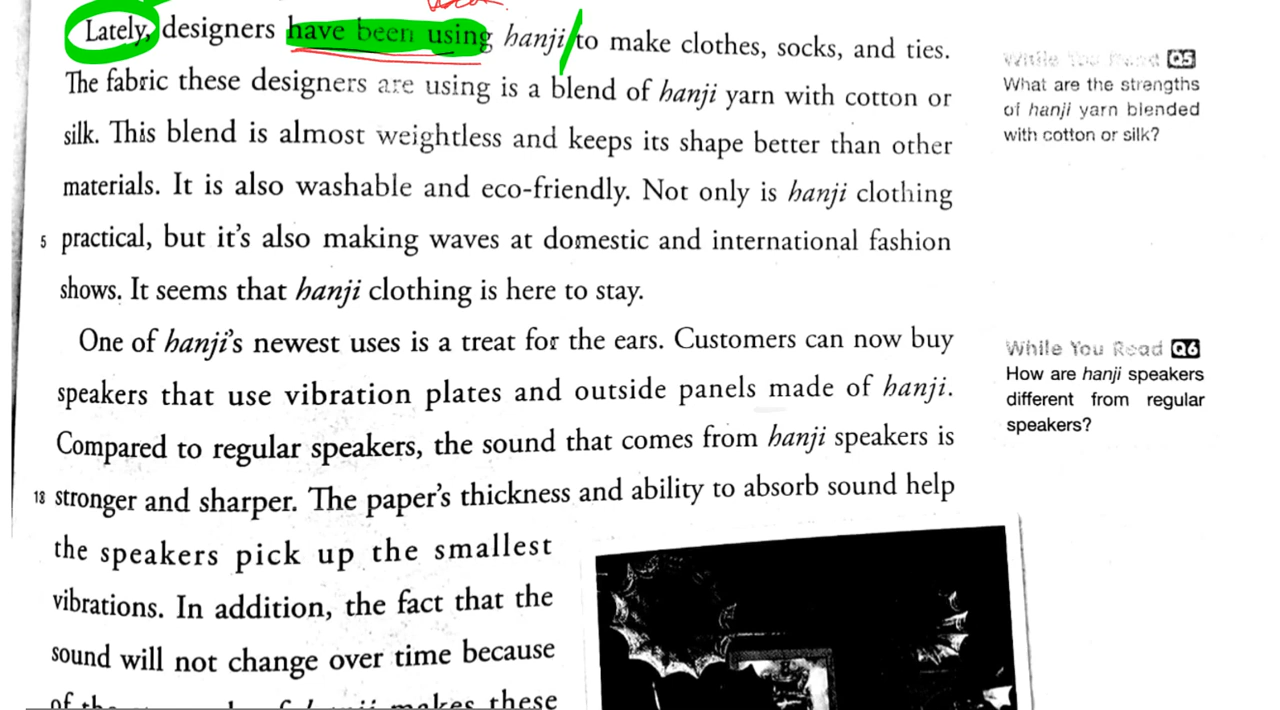 Lately, designers have been using hanji to make clothes, socks, and ties.
The fabric these designers are using is a blend of hanji yarn with cotton or
silk. This blend is almost weightless and keeps its shape better than other
materials. It is also washable and eco-friendly. Not only is hanji clothing
5 practical, but it's also making waves at domestic and international fashion
shows. It seems that hanji clothing is here to stay.
One of hanji's newest uses is a treat for the ears. Customers can now buy
speakers that use vibration plates and outside panels made of hanji.
Compared to regular speakers, the sound that comes from hanji speakers is
18 stronger and sharper. The paper's thickness and ability to absorb sound help
the speakers pick up the smallest
vibrations. In addition, the fact that the
sound will not change over time because
makes these
While You Read Q5
What are the strengths
of hanji yarn blended
with cotton or silk?
While You Read Q6
How are hanji speakers
different from regular
speakers?